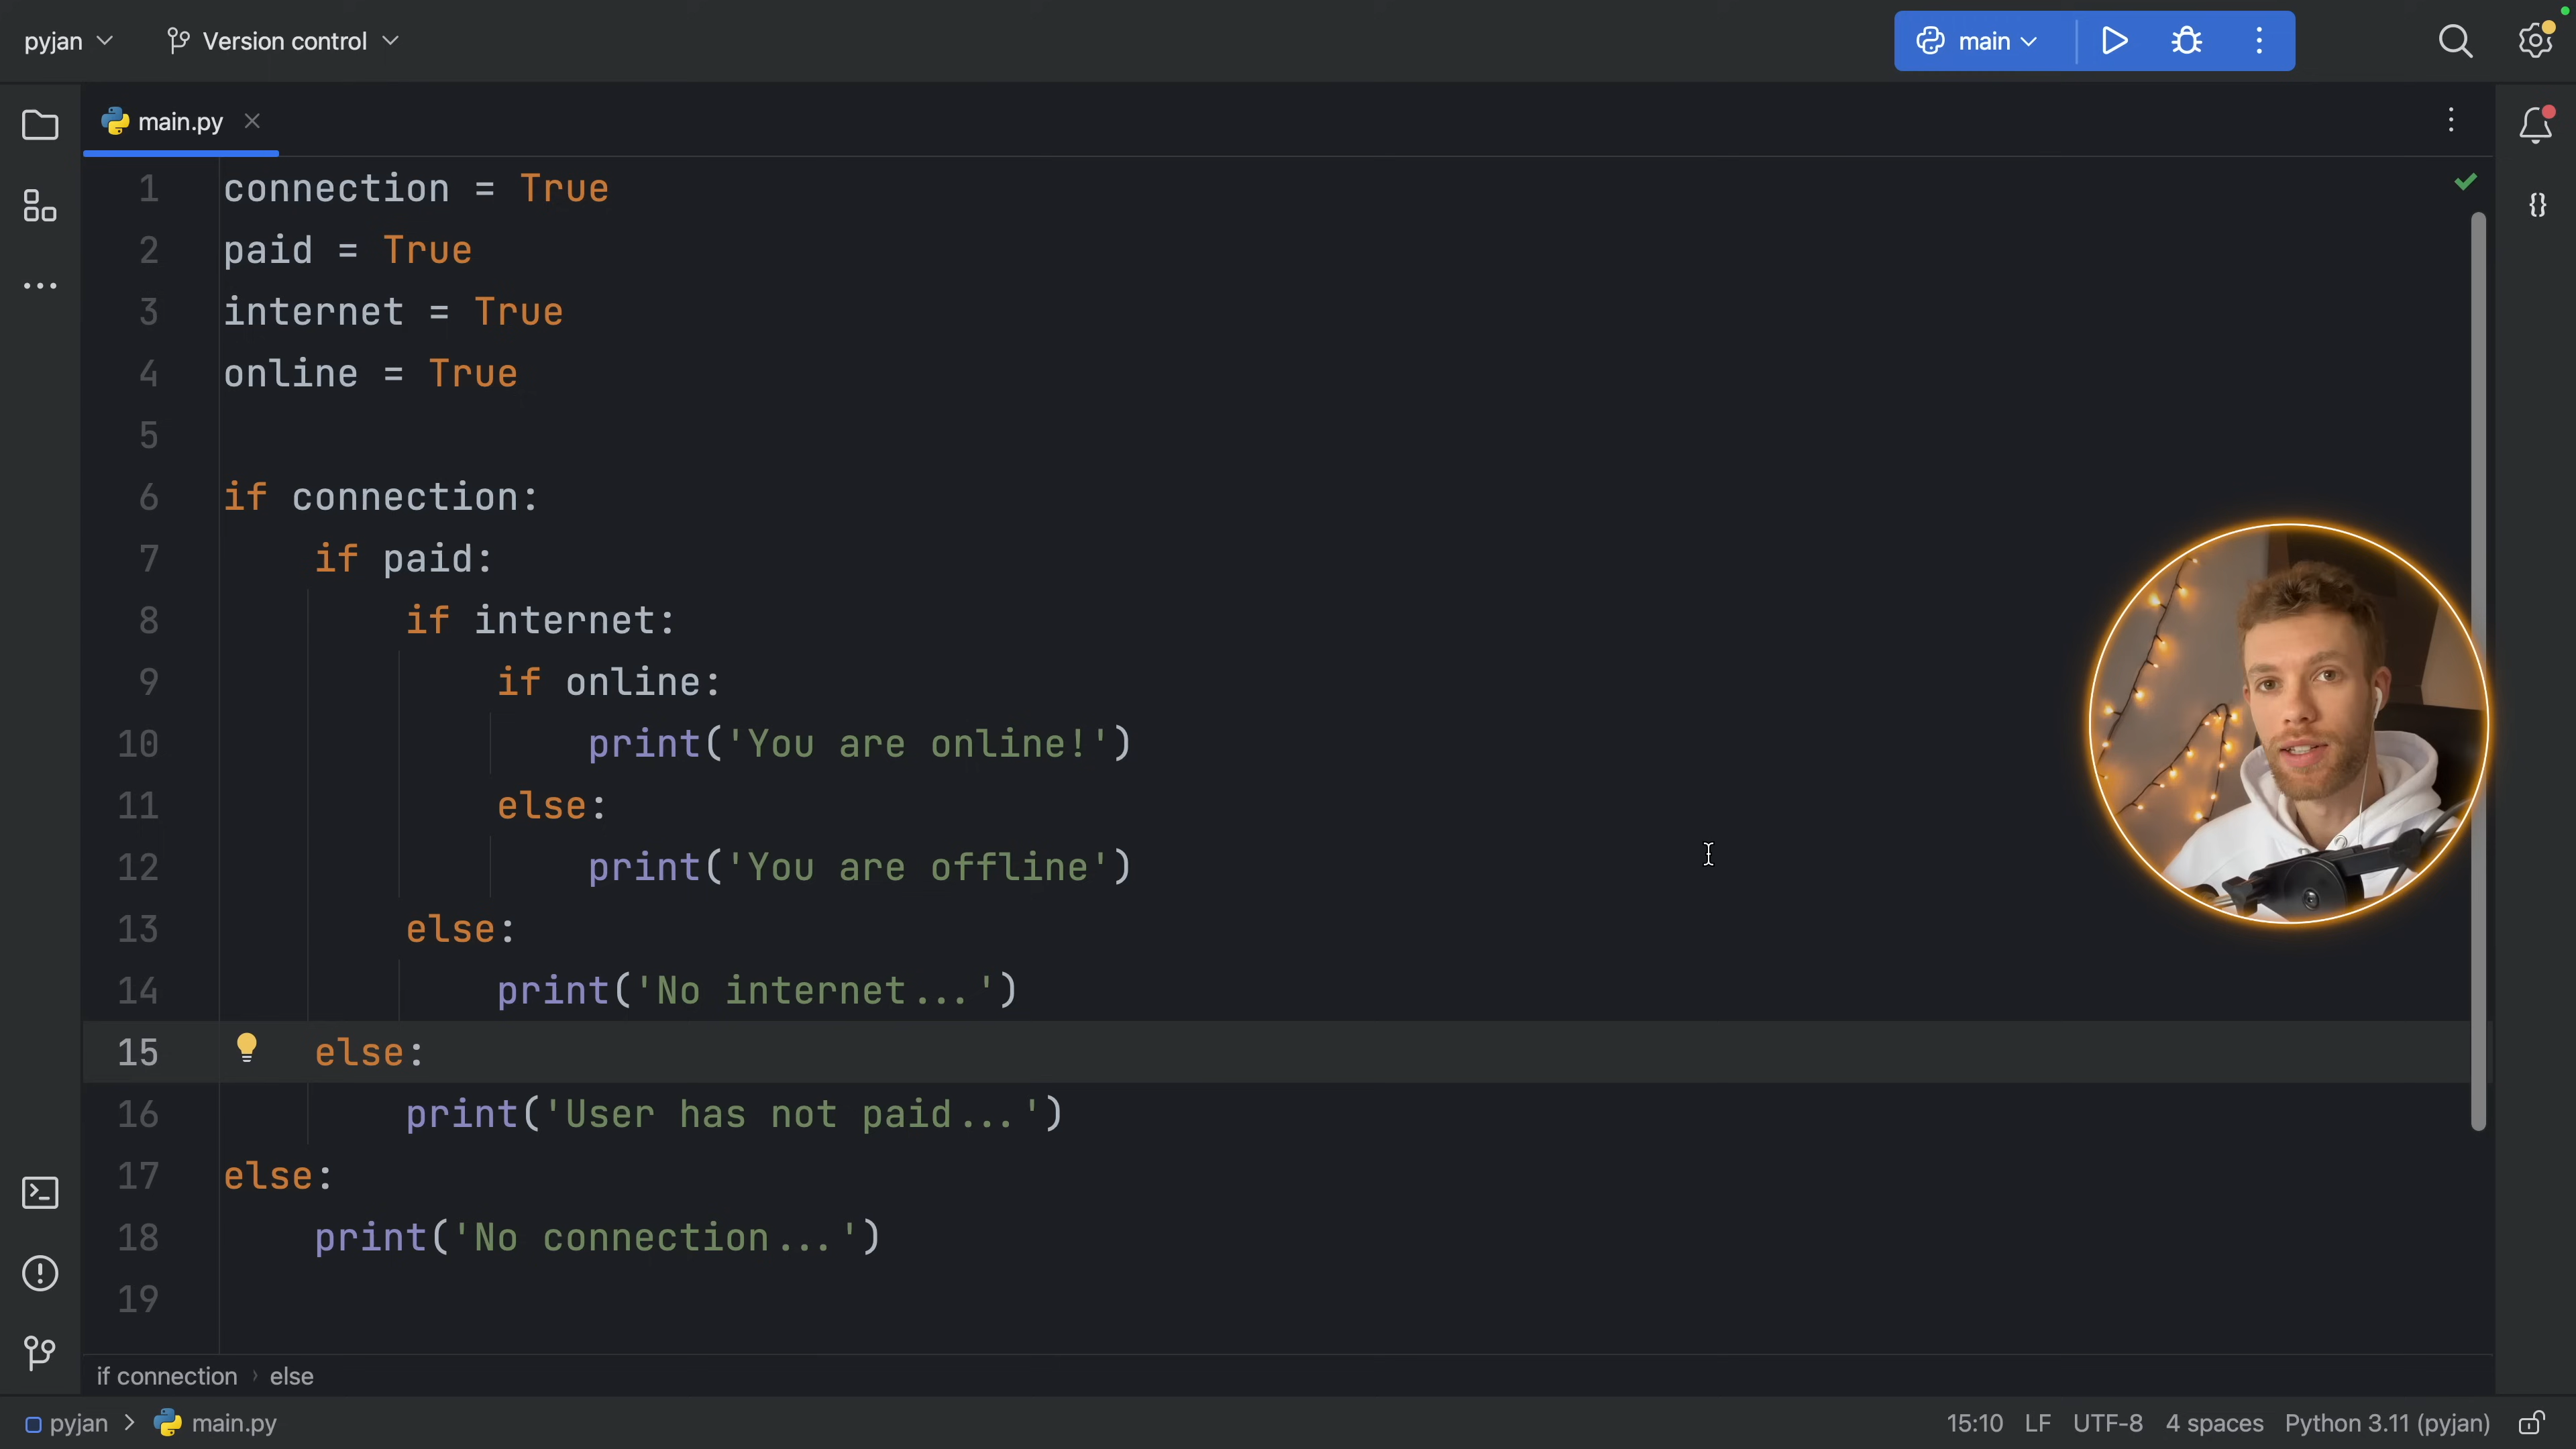 pyjan
Version control
main
main.py
1 connection = True
2 paid = True
3 internet = True
4 online = True
5
6 if connection:
7     if paid:
8         if internet:
9             if online:
10                 print('You are online!')
11             else:
12                 print('You are offline')
13         else:
14             print('No internet...')
15     else:
16         print('User has not paid...')
17 else:
18     print('No connection...')
19
if connection › else
pyjan > main.py
15:10 LF UTF-8 4 spaces Python 3.11 (pyjan)